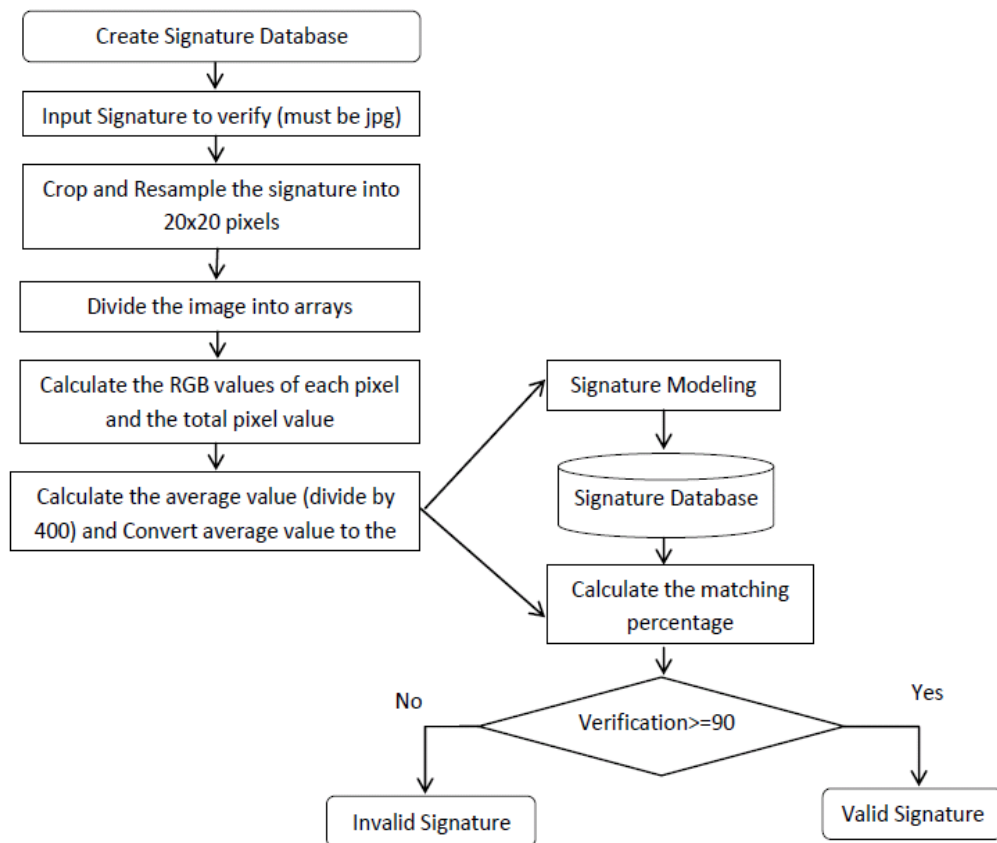 Create Signature Database
Input Signature to verify (must be jpg)
Crop and Resample the signature into
20x20 pixels
Divide the image into arrays
Calculate the RGB values of each pixel
and the total pixel value
Calculate the average value (divide by
400) and Convert average value to the
Signature Modeling
Signature Database
Calculate the matching
percentage
No
Yes
Verification>=90
Invalid Signature
Valid Signature